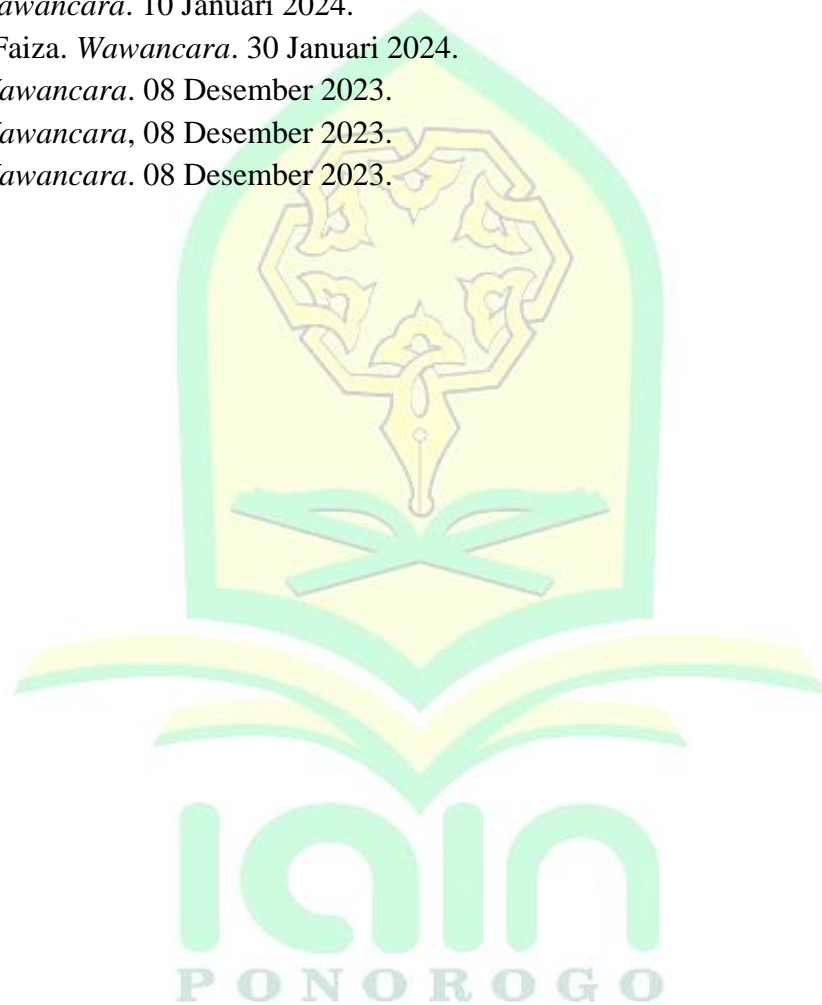 awancara. 10 Januari 2024.
Faiza. Wawancara. 30 Januari 2024.
awancara. 08 Desember 2023.
awancara, 08 Desember 2023.
awancara. 08 Desember 2023.
iain
PONOROGO